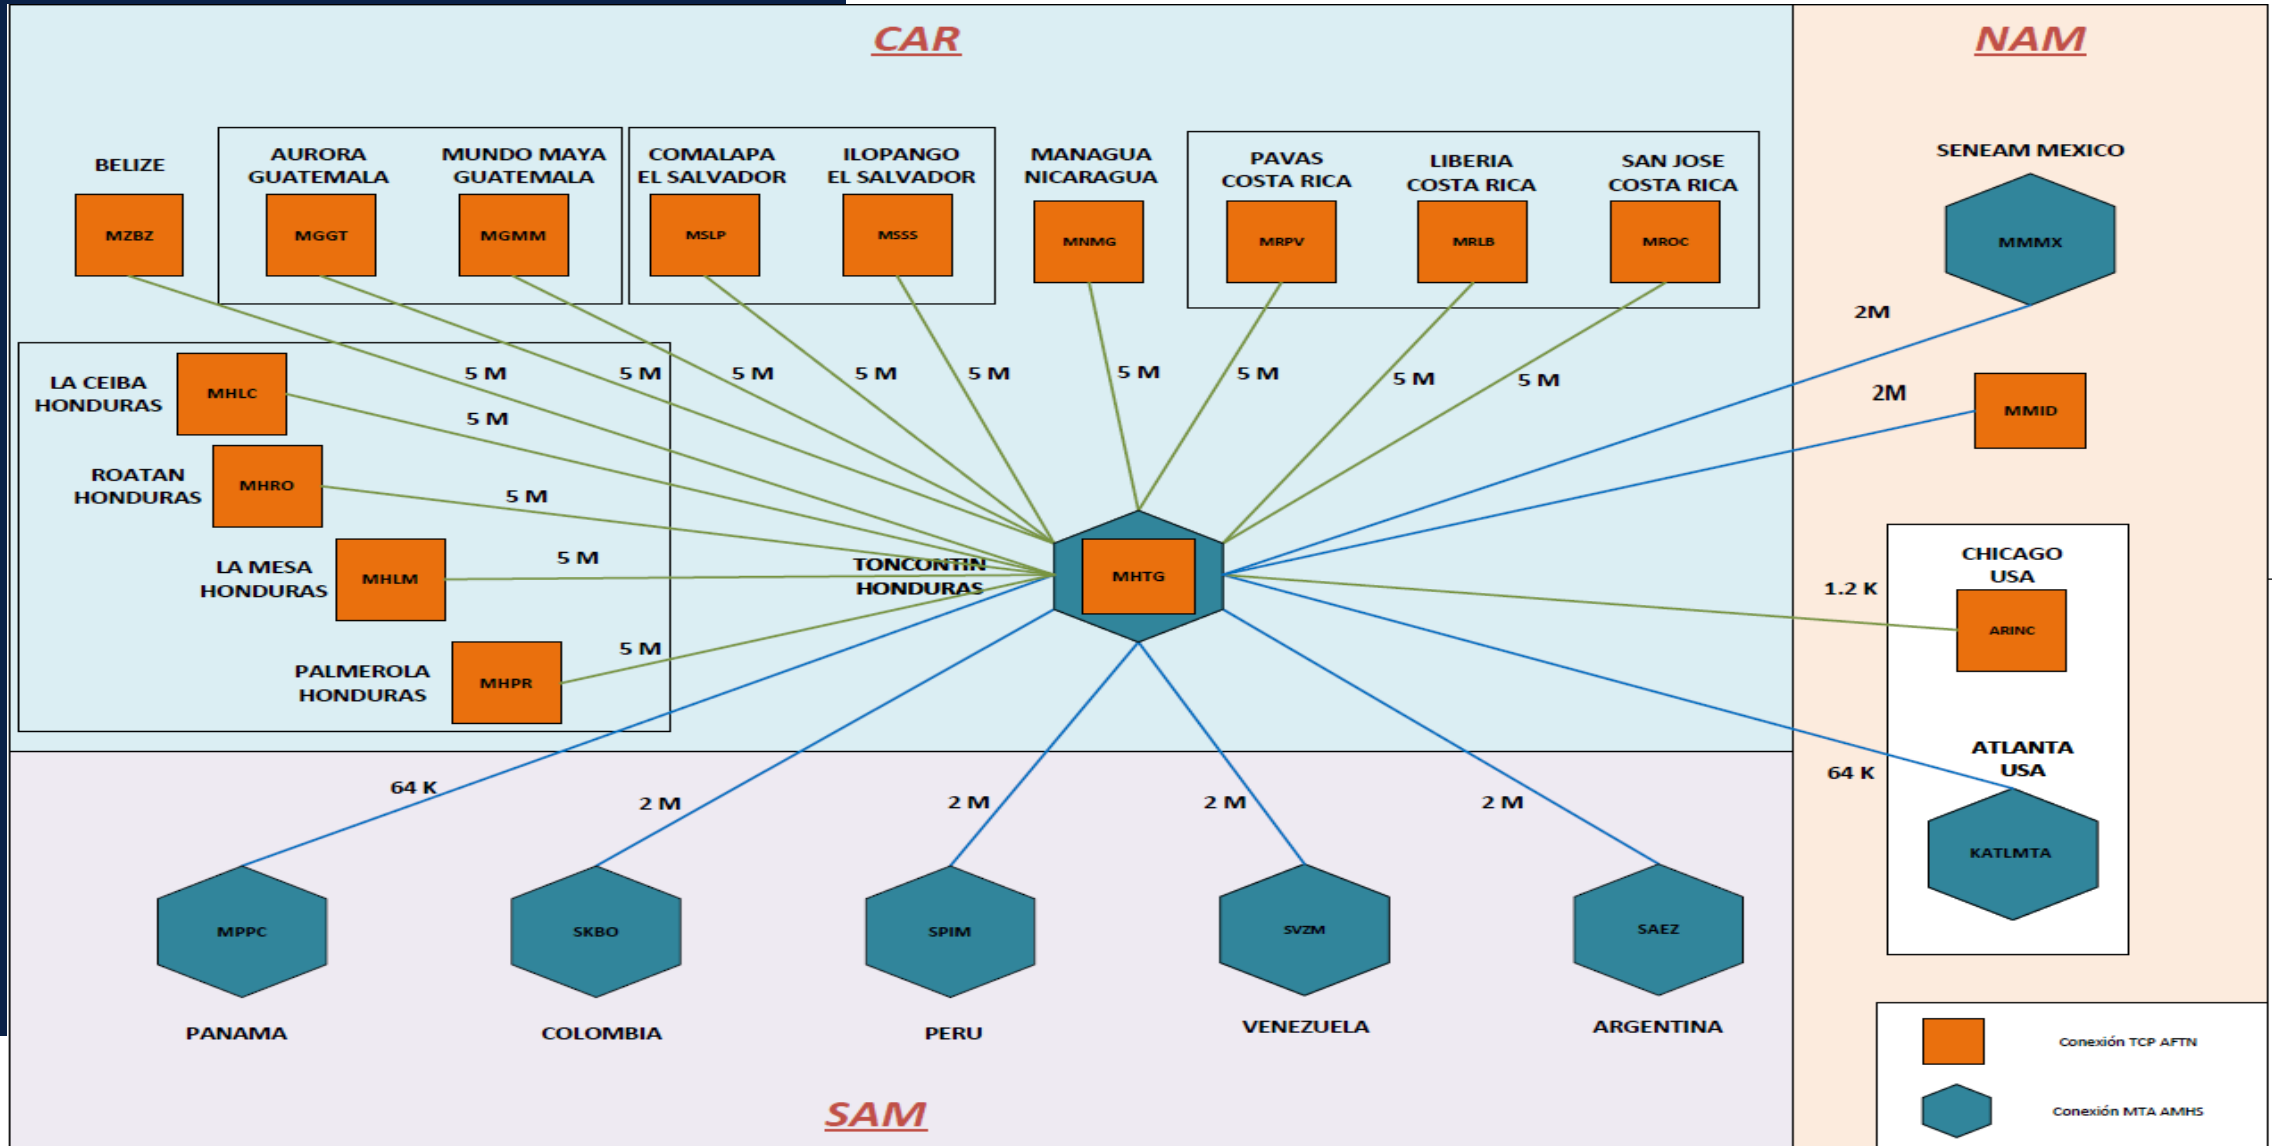 CAR
NAM
BELIZE
AURORA
GUATEMALA
MUNDO MAYA
GUATEMALA
COMALAPA
EL SALVADOR
ILOPANGO
EL SALVADOR
MANAGUA
NICARAGUA
PAVAS
COSTA RICA
LIBERIA
COSTA RICA
SAN JOSE
COSTA RICA
SENEAM MEXICO
MZBZ
MGGT
MGMM
MSLP
MSSS
MNMG
MRPV
MRLB
MROC
MMMX
2M
5 M
5 M
5 M
5 M
5 M
5 M
5 M
5 M
5 M
2M
MMID
LA CEIBA
HONDURAS
MHLC
5 M
ROATAN
HONDURAS
MHRO
5 M
LA MESA
HONDURAS
MHLM
5 M
TONCONTIN
HONDURAS
MHTG
CHICAGO
USA
1.2 K
ARINC
PALMEROLA
HONDURAS
MHPR
5 M
ATLANTA
USA
64 K
KATLMTA
64 K
2 M
2 M
2 M
2 M
MPPC
SKBO
SPIM
SVZM
SAEZ
PANAMA
COLOMBIA
PERU
VENEZUELA
ARGENTINA
SAM
Conexión TCP AFTN
Conexión MTA AMHS